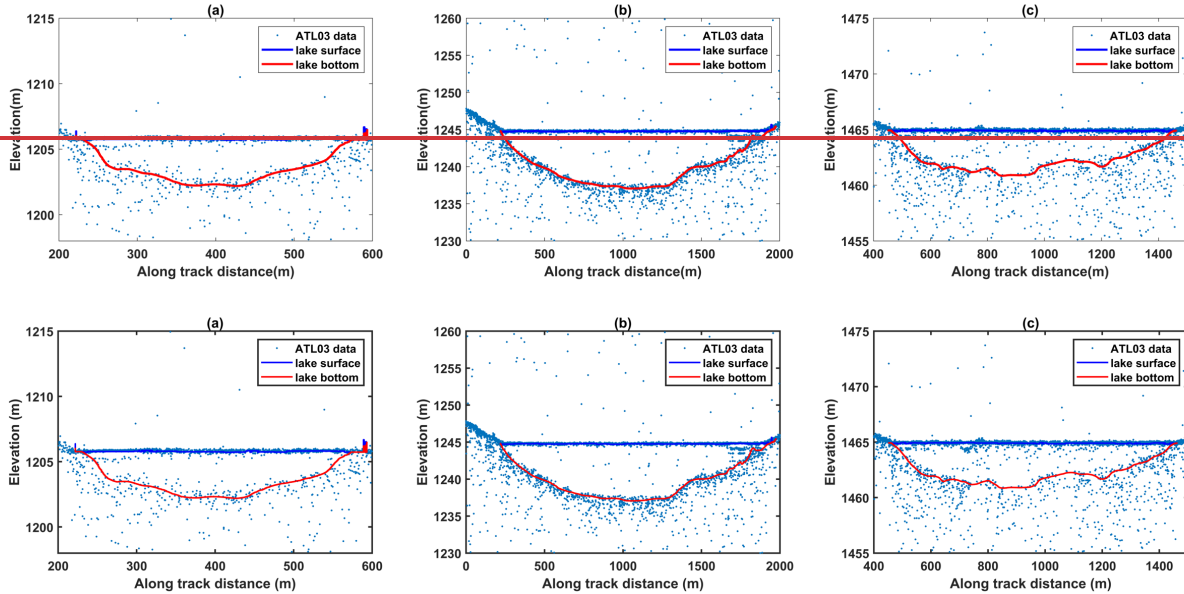 (a) (b) (c)
1215 1260 1475
ATL03 data ATL03 data ATL03 data
lake surface lake surface lake surface
lake bottom lake bottom lake bottom
1255
1210 1470
1250
Elevation(m) Elevation(m) Elevation(m)
1245 1465
1205
1240 1460
1200 1235
1230 1455
200 300 400 500 600 0 500 1000 1500 2000 400 600 800 1000 1200 1400
Along track distance(m) Along track distance(m) Along track distance(m)
(a) (b) (c)
1215 1260 1475
ATL03 data ATL03 data ATL03 data
lake surface lake surface lake surface
lake bottom lake bottom lake bottom
1255
1210 1470
1250
Elevation (m) Elevation (m) Elevation (m)
1245 1465
1205
1240 1460
1200 1235
1230 1455
200 300 400 500 600 0 500 1000 1500 2000 400 600 800 1000 1200 1400
Along track distance (m) Along track distance (m) Along track distance (m)